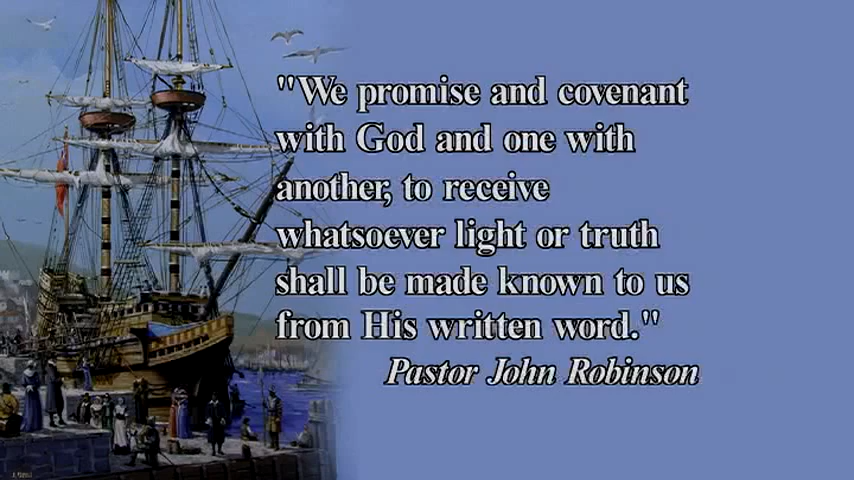 "We promise and covenant
with God and one with
another, to receive
whatsoever light or truth
shall be made known to us
from His written word."
Pastor John Robinson